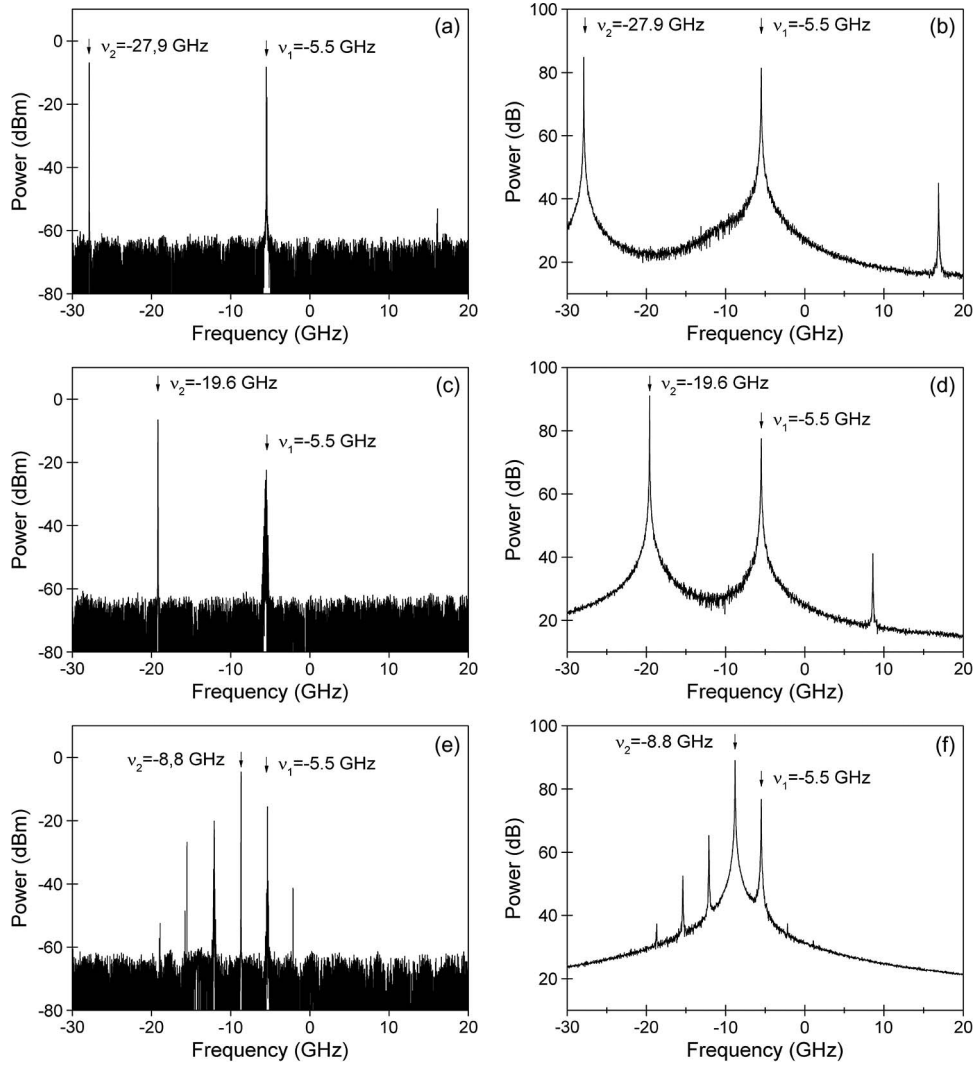 (a)
ν₂=-27,9 GHz
ν₁=-5.5 GHz
0
-20
-40
-60
-80
Power (dBm)
-30 -20 -10 0 10 20
Frequency (GHz)
(b)
ν₂=-27.9 GHz
ν₁=-5.5 GHz
100
80
60
40
20
Power (dB)
-30 -20 -10 0 10 20
Frequency (GHz)
(c)
ν₂=-19.6 GHz
ν₁=-5.5 GHz
0
-20
-40
-60
-80
Power (dBm)
-30 -20 -10 0 10 20
Frequency (GHz)
(d)
ν₂=-19.6 GHz
ν₁=-5.5 GHz
100
80
60
40
20
Power (dB)
-30 -20 -10 0 10 20
Frequency (GHz)
(e)
ν₂=-8,8 GHz
ν₁=-5.5 GHz
0
-20
-40
-60
-80
Power (dBm)
-30 -20 -10 0 10 20
Frequency (GHz)
(f)
ν₂=-8.8 GHz
ν₁=-5.5 GHz
100
80
60
40
20
Power (dB)
-30 -20 -10 0 10 20
Frequency (GHz)